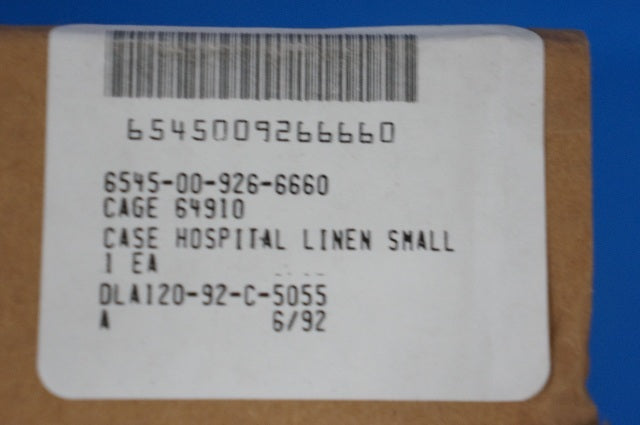 6545009266660
6545-00-926-6660
CAGE 64910
CASE HOSPITAL LINEN SMALL
1 EA
DLA120-92-C-5055
A 6/92